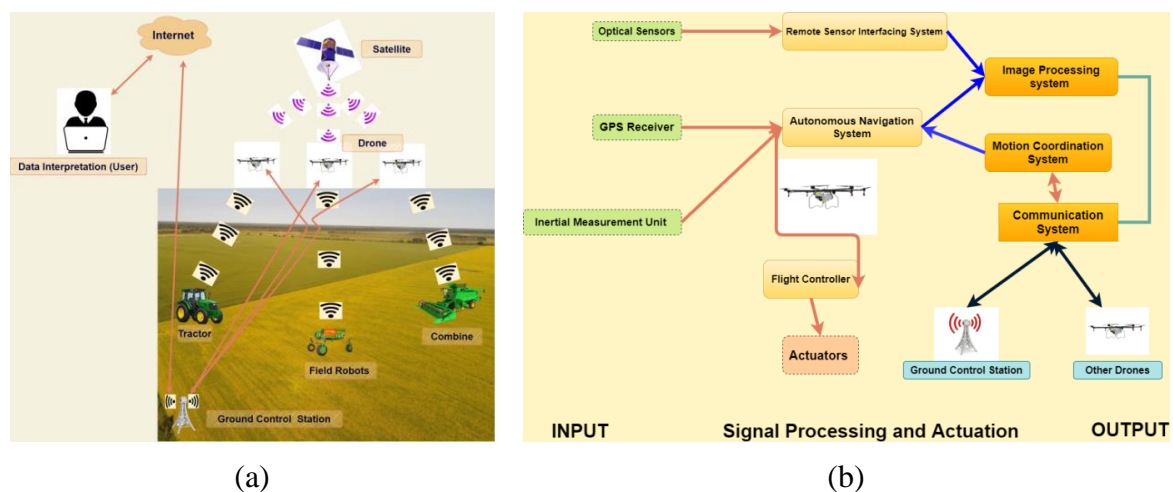 Internet
Satellite
Drone
Data Interpretation (User)
Tractor
Combine
Field Robots
Ground Control Station
(a)
Optical Sensors
Remote Sensor Interfacing System
Image Processing
system
GPS Receiver
Autonomous Navigation
System
Motion Coordination
System
Inertial Measurement Unit
Communication
System
Flight Controller
Actuators
Ground Control Station
Other Drones
INPUT
Signal Processing and Actuation
OUTPUT
(b)